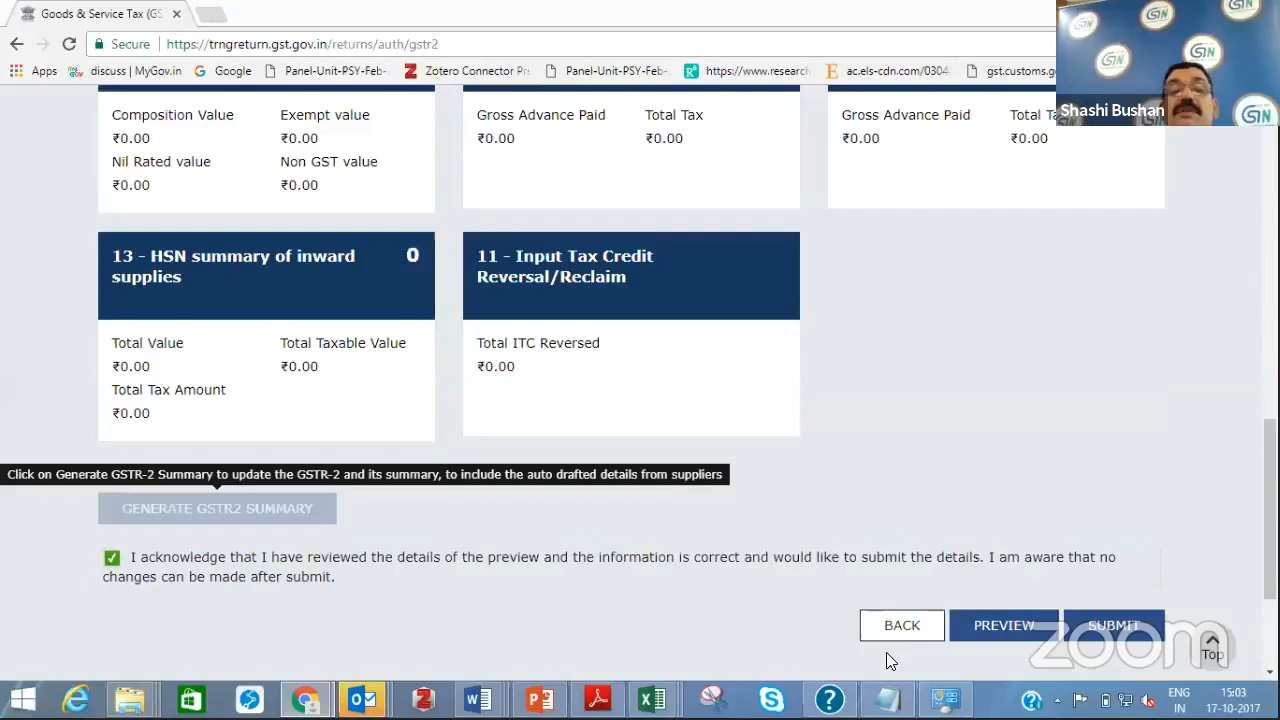 Goods & Service Tax (GS
Secure https://trngreturn.gst.gov.in/returns/auth/gstr2
Apps discuss | MyGov.in Google Panel-Unit-PSY-Feb- Zotero Connector Pr Panel-Unit-PSY-Feb- https://www.research ac.els-cdn.com/0304 gst.customs.go
Shashi Bushan
Composition Value Exempt value Gross Advance Paid Total Tax Gross Advance Paid
₹0.00 ₹0.00 ₹0.00 ₹0.00 ₹0.00 ₹0.00
Nil Rated value Non GST value
₹0.00 ₹0.00
13 - HSN summary of inward supplies 0
11 - Input Tax Credit
Reversal/Reclaim
Total Value Total Taxable Value Total ITC Reversed
₹0.00 ₹0.00 ₹0.00
Total Tax Amount
₹0.00
Click on Generate GSTR-2 Summary to update the GSTR-2 and its summary, to include the auto drafted details from suppliers
GENERATE GSTR2 SUMMARY
I acknowledge that I have reviewed the details of the preview and the information is correct and would like to submit the details. I am aware that no
changes can be made after submit.
BACK PREVIEW SUBMIT
zoom
Top
ENG 15:03
IN 17-10-2017